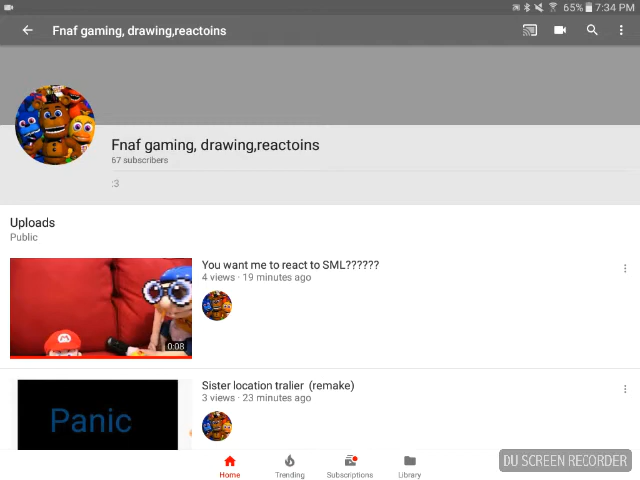 65% 7:34 PM
Fnaf gaming, drawing,reactoins
Fnaf gaming, drawing,reactoins
67 subscribers
:3
Uploads
Public
You want me to react to SML??????
4 views · 19 minutes ago
0:08
Sister location tralier (remake)
3 views · 23 minutes ago
Panic
Home Trending Subscriptions Library
DU SCREEN RECORDER